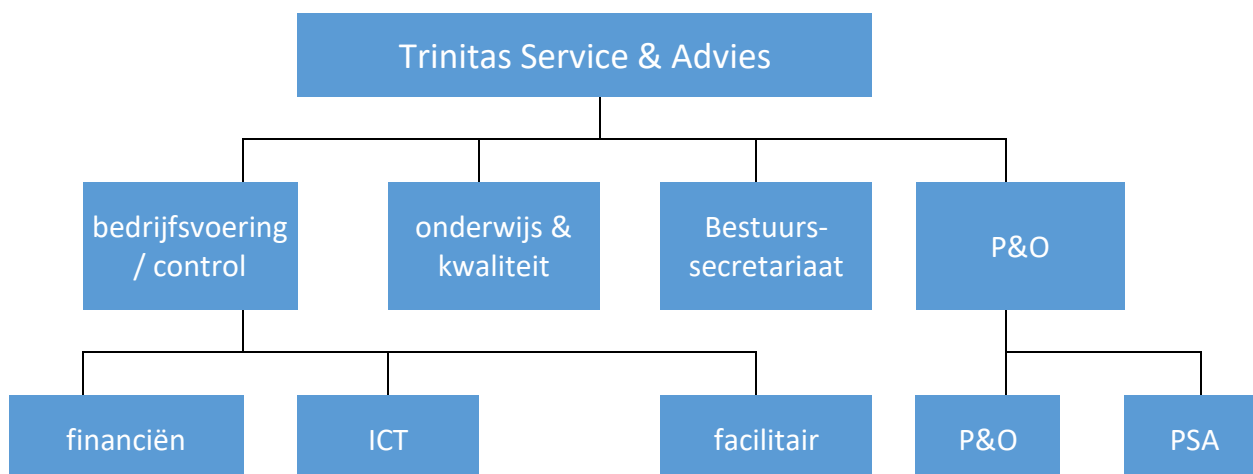 Trinitas Service & Advies
bedrijfsvoering
/ control
onderwijs &
kwaliteit
Bestuurs-
secretariaat
P&O
financiën
ICT
facilitair
P&O
PSA